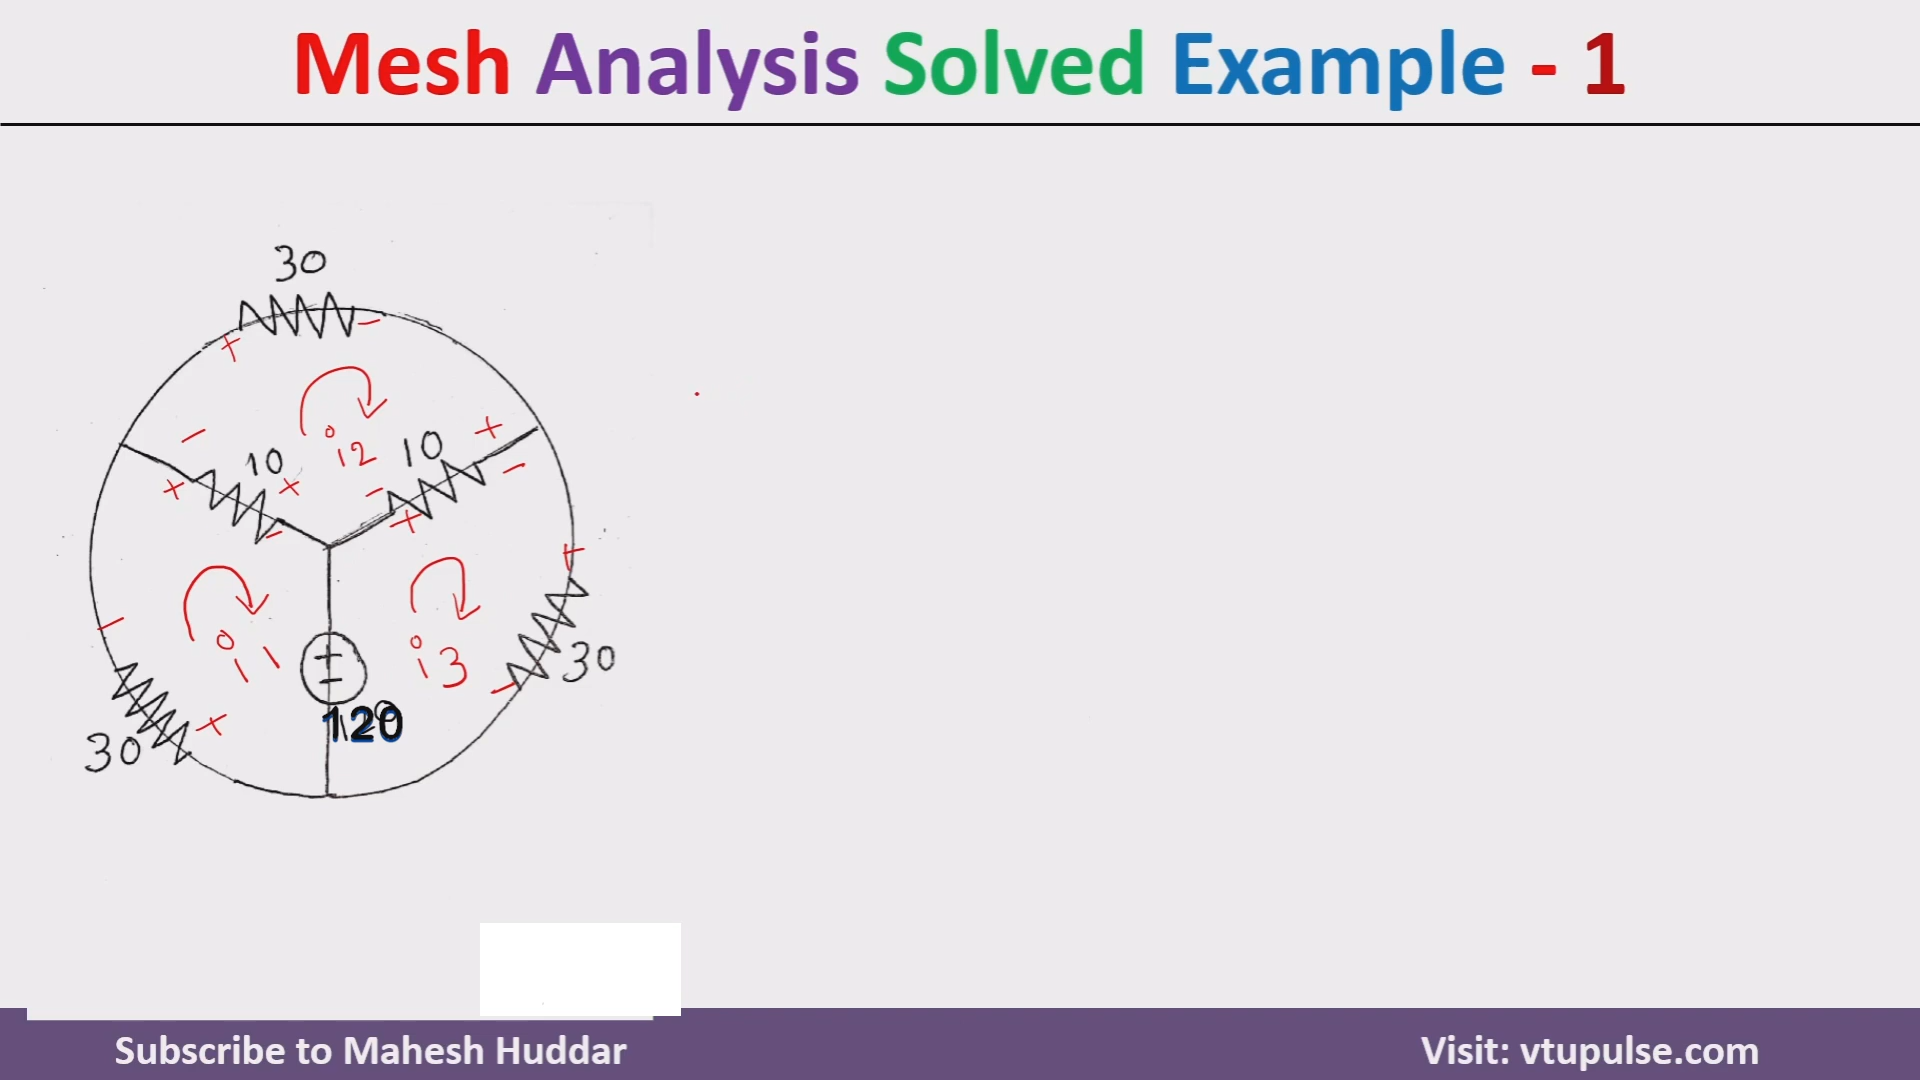 Mesh Analysis Solved Example - 1
30
+ -
- 10 i2 10 +
+ + - -
- +
+
i1 i3
-
+ -
30
+
120
30 -
Subscribe to Mahesh Huddar
Visit: vtupulse.com